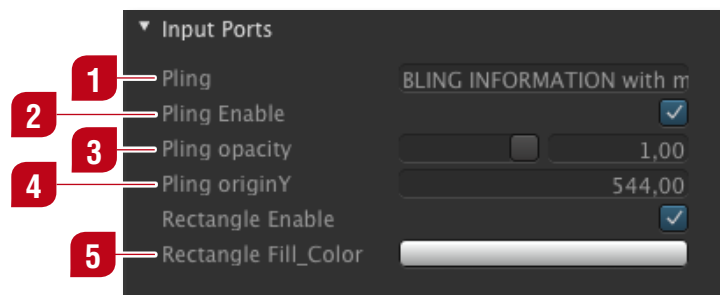 Input Ports
1 Pling BLING INFORMATION with m
2 Pling Enable
3 Pling opacity 1,00
4 Pling originY 544,00
Rectangle Enable
5 Rectangle Fill_Color